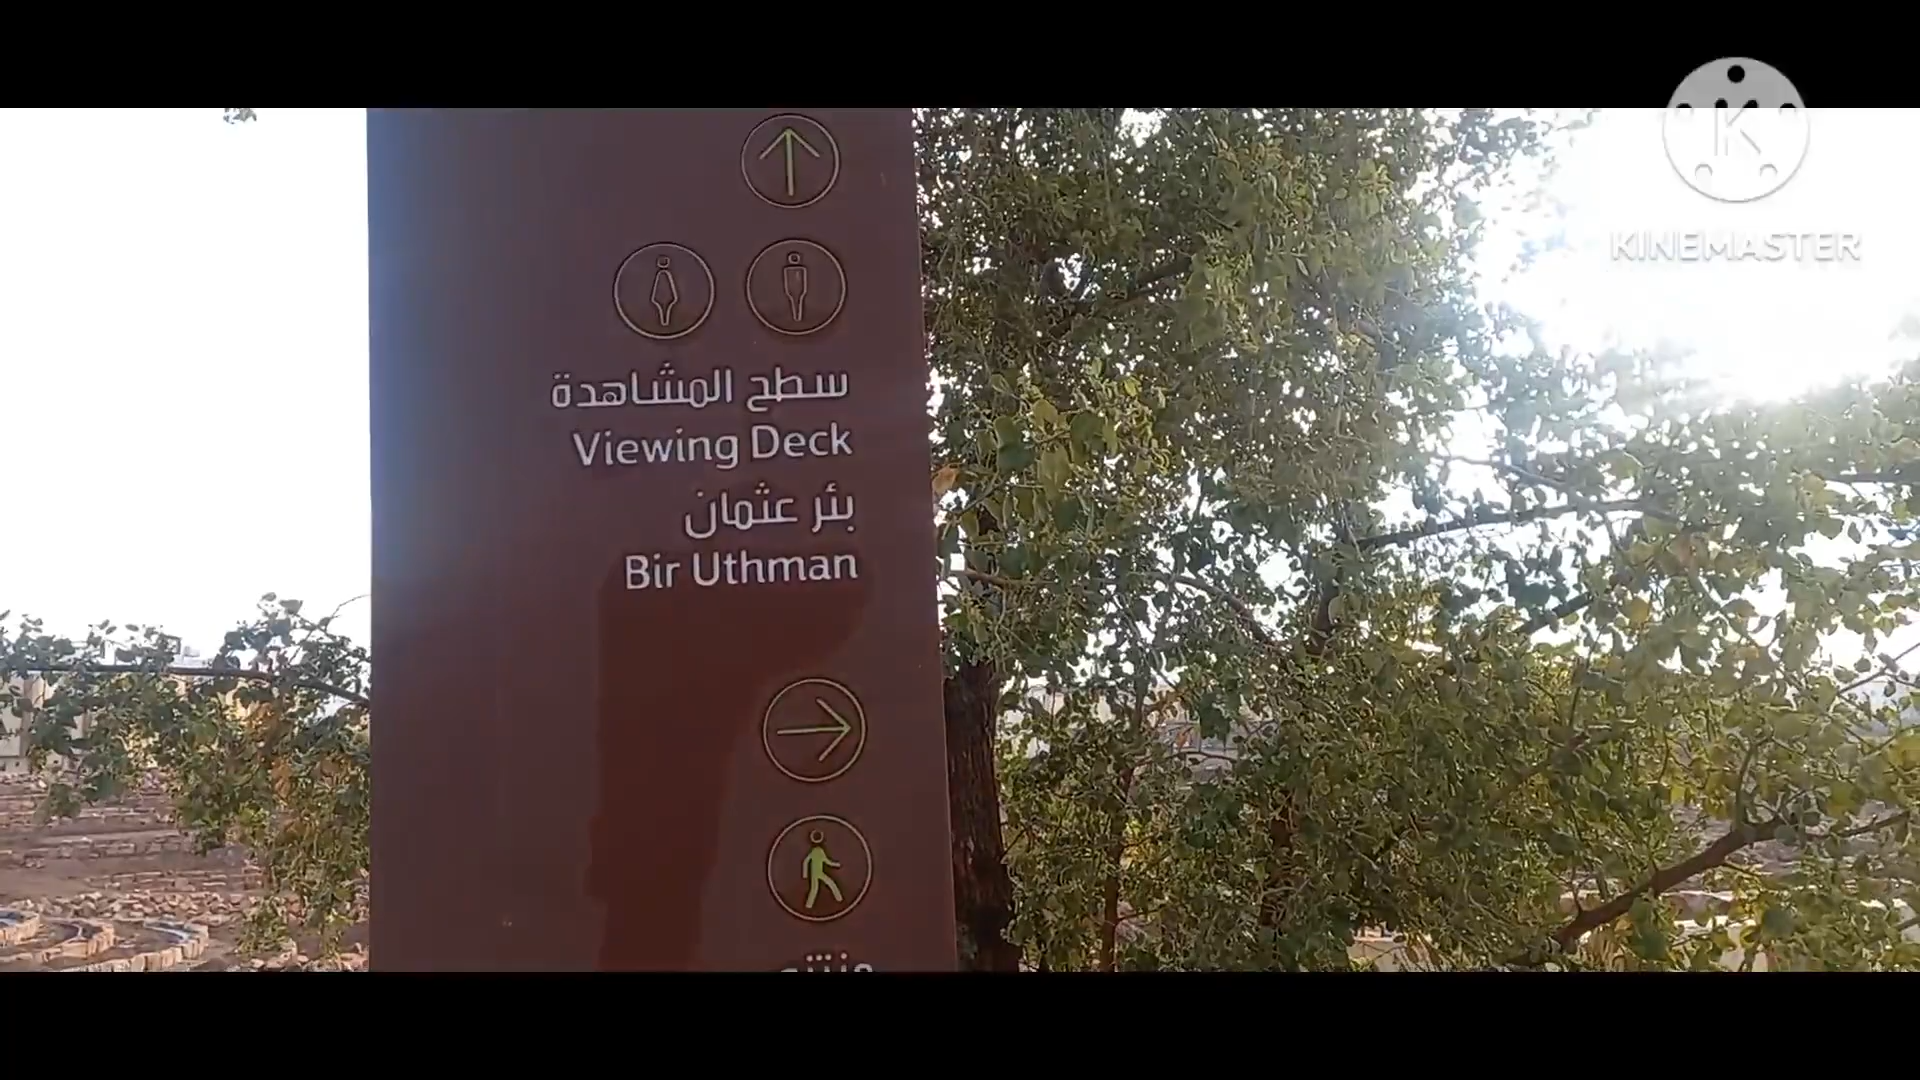 سطح المشاهدة
Viewing Deck
بئر عثمان
Bir Uthman
K
KINEMASTER